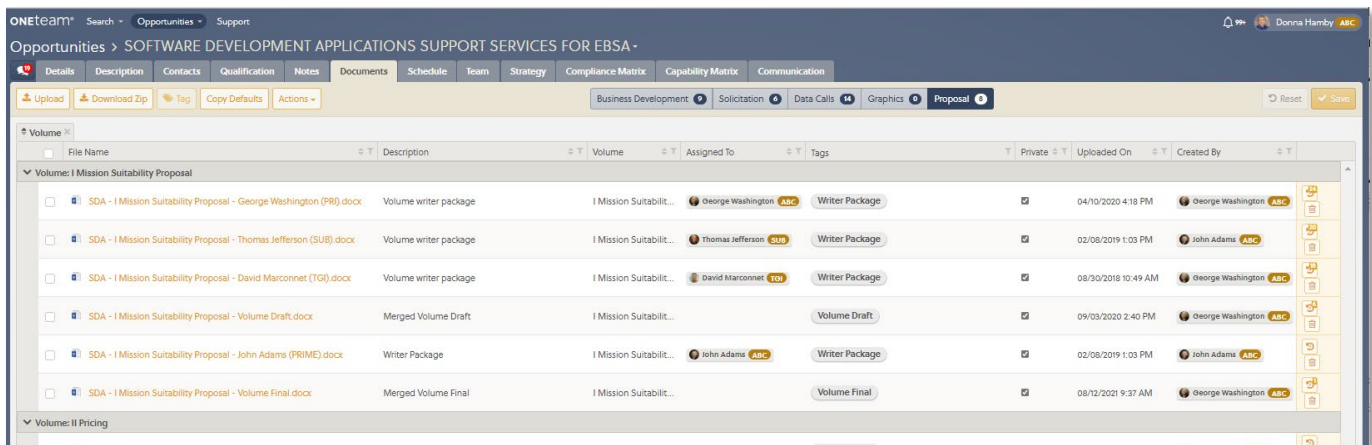 ONEteam® Search Opportunities Support 99+ Donna Hamby ABC
Opportunities > SOFTWARE DEVELOPMENT APPLICATIONS SUPPORT SERVICES FOR EBSA
19 Details Description Contacts Qualification Notes Documents Schedule Team Strategy Compliance Matrix Capability Matrix Communication
Upload Download Zip Tag Copy Defaults Actions Business Development 9 Solicitation 6 Data Calls 14 Graphics 0 Proposal 8 Reset Save
Volume
File Name Description Volume Assigned To Tags Private Uploaded On Created By
Volume: I Mission Suitability Proposal
SDA - I Mission Suitability Proposal - George Washington (PRI).docx Volume writer package I Mission Suitabilit... George Washington ABC Writer Package 04/10/2020 4:18 PM George Washington ABC
SDA - I Mission Suitability Proposal - Thomas Jefferson (SUB).docx Volume writer package I Mission Suitabilit... Thomas Jefferson SUB Writer Package 02/08/2019 1:03 PM John Adams ABC
SDA - I Mission Suitability Proposal - David Marconnet (TGI).docx Volume writer package I Mission Suitabilit... David Marconnet TGI Writer Package 08/30/2018 10:49 AM George Washington ABC
SDA - I Mission Suitability Proposal - Volume Draft.docx Merged Volume Draft I Mission Suitabilit... Volume Draft 09/03/2020 2:40 PM George Washington ABC
SDA - I Mission Suitability Proposal - John Adams (PRIME).docx Writer Package I Mission Suitabilit... John Adams ABC Writer Package 02/08/2019 1:03 PM John Adams ABC
SDA - I Mission Suitability Proposal - Volume Final.docx Merged Volume Final I Mission Suitabilit... Volume Final 08/12/2021 9:37 AM George Washington ABC
Volume: II Pricing